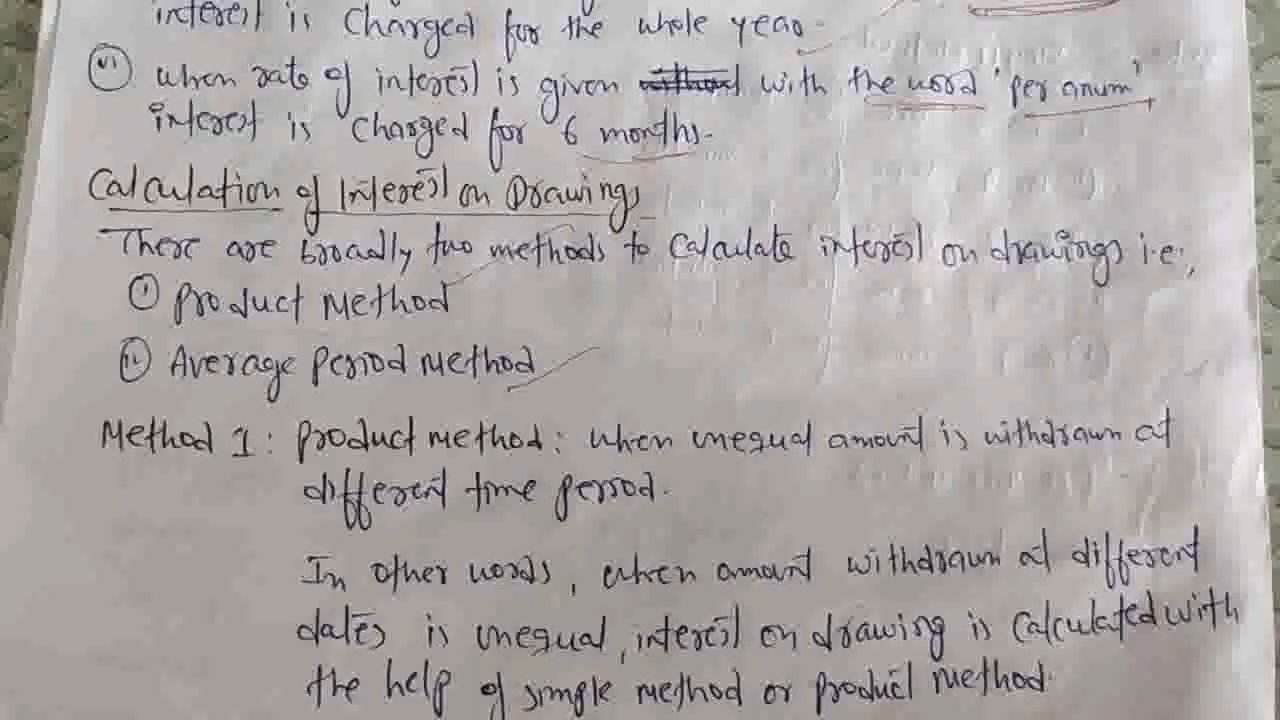 interest is charged for the whole year.
(vi) when rate of interest is given with the word 'per anum'
interest is charged for 6 months.
Calculation of Interest on Drawings
There are broadly two methods to calculate interest on drawings i.e.,
(i) Product Method
(ii) Average Period Method
Method 1: Product method: when unequal amount is withdrawn at
different time period.
In other words, when amount withdrawn at different
dates is unequal, interest on drawing is calculated with
the help of simple method or product method.